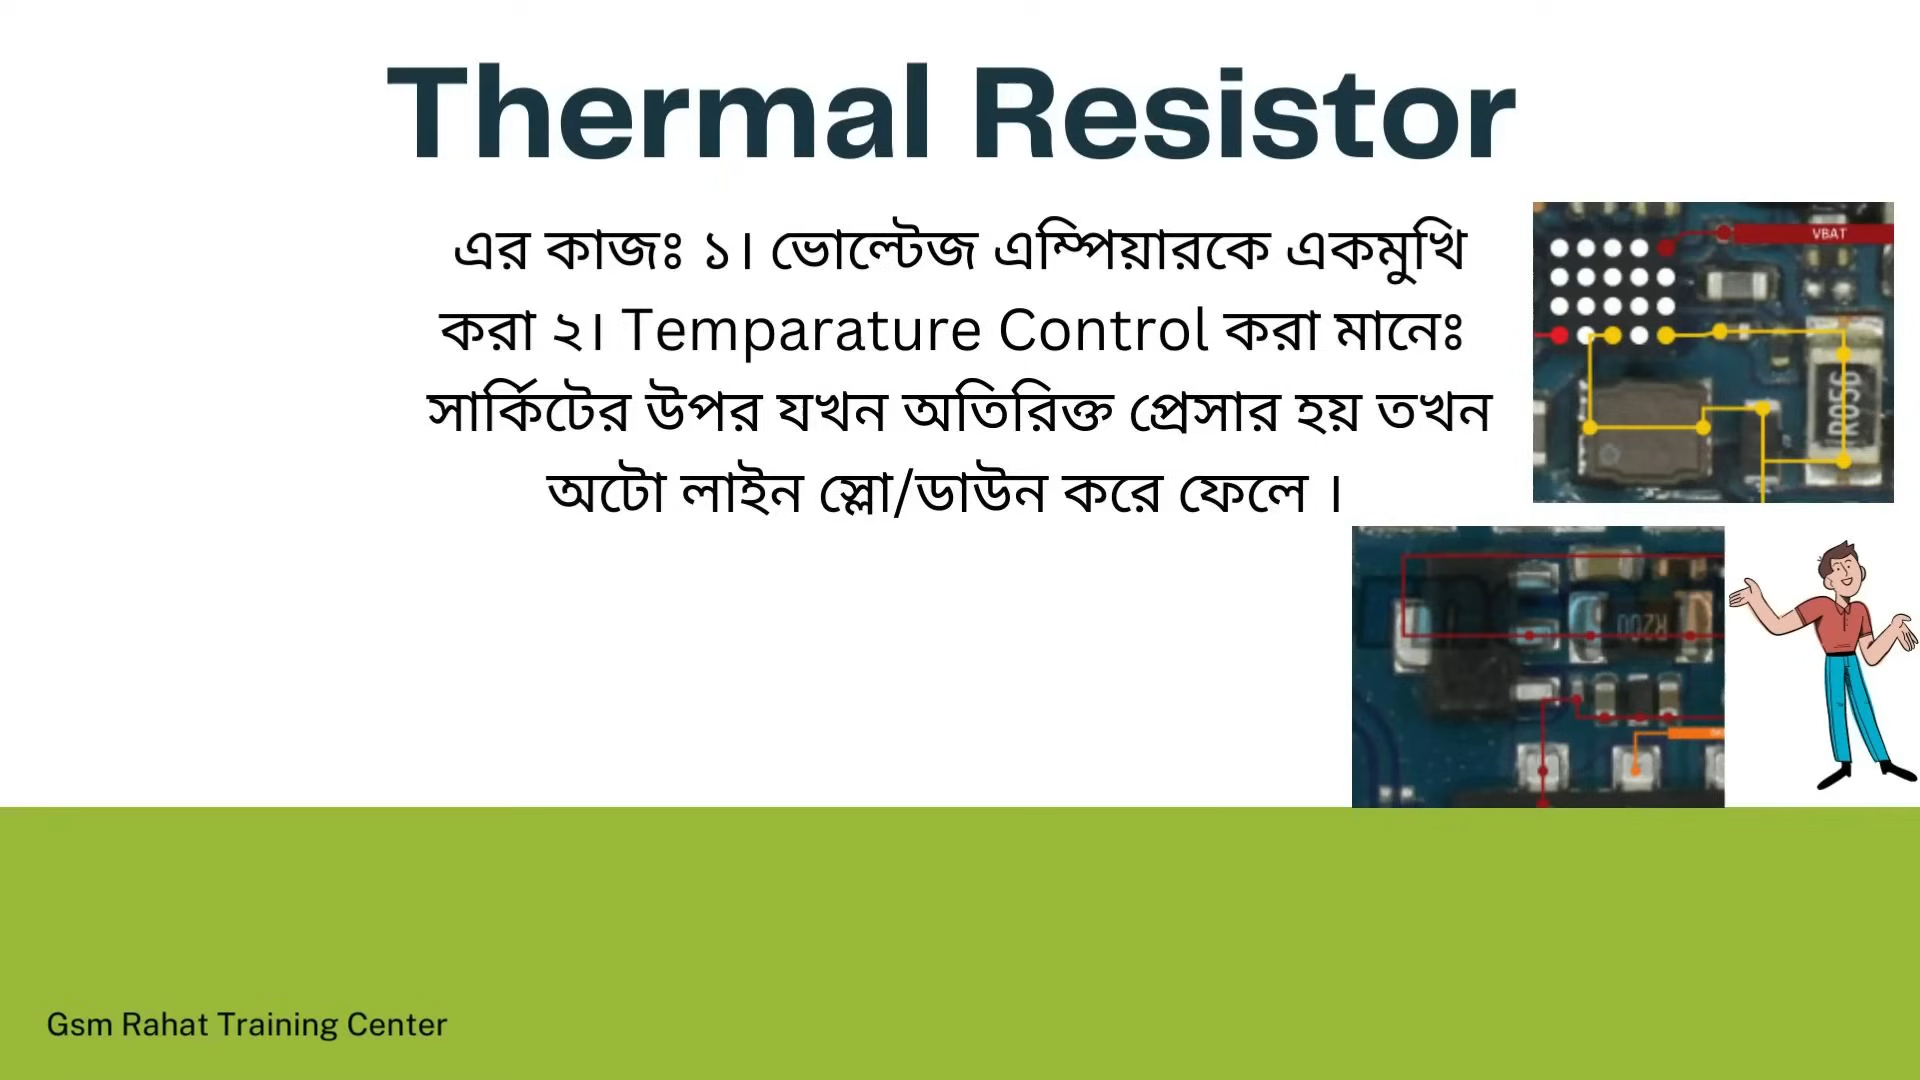 Thermal Resistor
এর কাজঃ ১। ভোল্টেজ এম্পিয়ারকে একমুখি
করা ২। Temparature Control করা মানেঃ
সার্কিটের উপর যখন অতিরিক্ত প্রেসার হয় তখন
অটো লাইন স্লো/ডাউন করে ফেলে ।
VBAT
R056
R200
Gsm Rahat Training Center